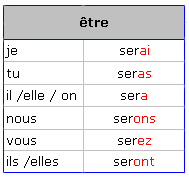 être
je serai
tu seras
il /elle / on sera
nous serons
vous serez
ils /elles seront